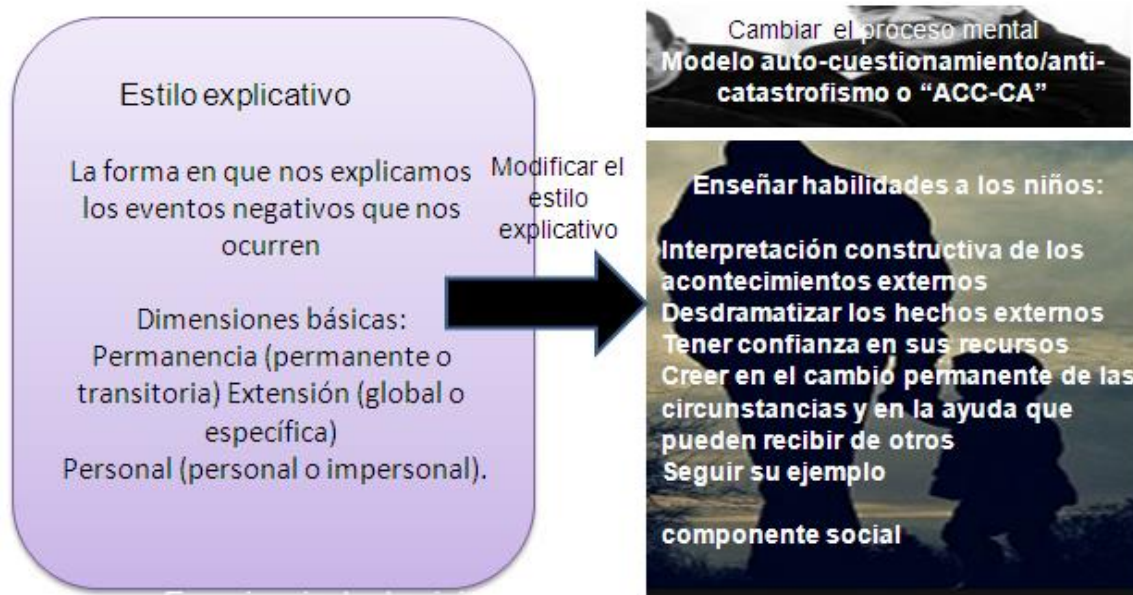 Estilo explicativo
La forma en que nos explicamos
los eventos negativos que nos
ocurren
Dimensiones básicas:
Permanencia (permanente o
transitoria) Extensión (global o
específica)
Personal (personal o impersonal).
Modificar el
estilo
explicativo
Cambiar el proceso mental
Modelo auto-cuestionamiento/anti-
catastrofismo o “ACC-CA”
Enseñar habilidades a los niños:
Interpretación constructiva de los
acontecimientos externos
Desdramatizar los hechos externos
Tener confianza en sus recursos
Creer en el cambio permanente de las
circunstancias y en la ayuda que
pueden recibir de otros
Seguir su ejemplo
componente social